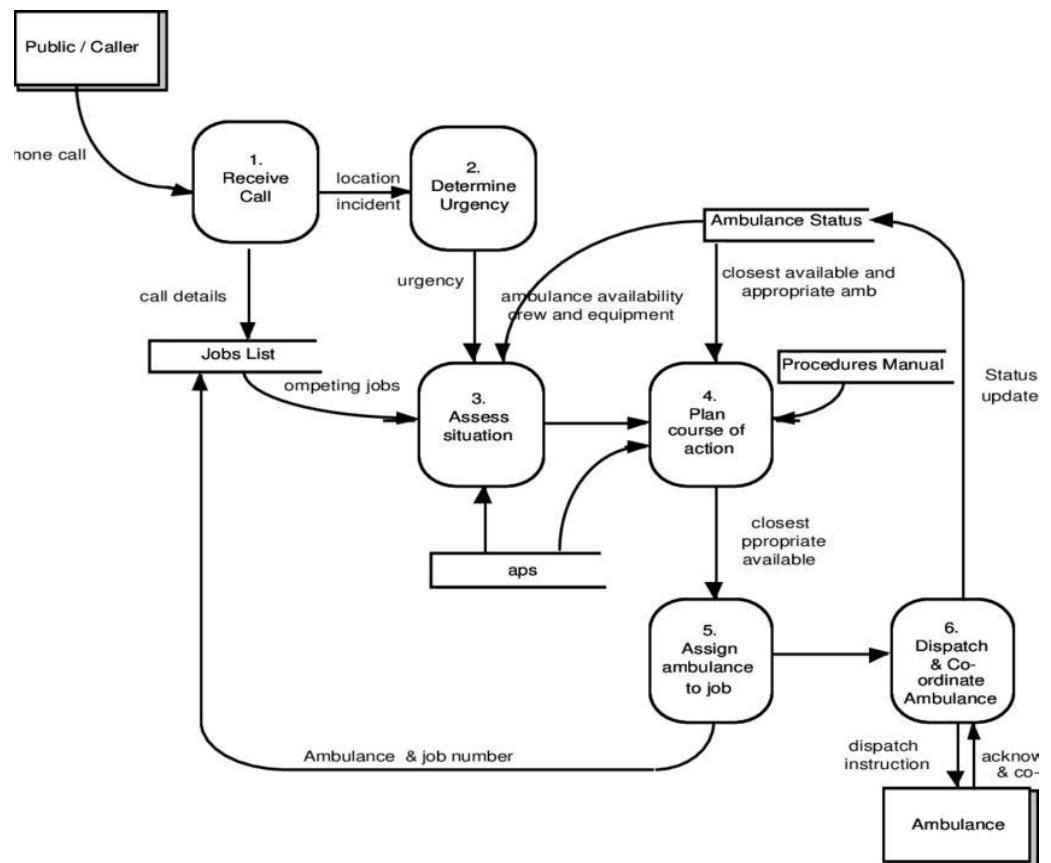 Public / Caller
hone call
1.
Receive
Call
location
incident
2.
Determine
Urgency
Ambulance Status
call details
urgency
ambulance availability
crew and equipment
closest available and
appropriate amb
Jobs List
ompeting jobs
Procedures Manual
Status
update
3.
Assess
situation
4.
Plan
course of
action
aps
closest
ppropriate
available
5.
Assign
ambulance
to job
6.
Dispatch
& Co-
ordinate
Ambulance
Ambulance & job number
dispatch
instruction
acknow
& co-
Ambulance